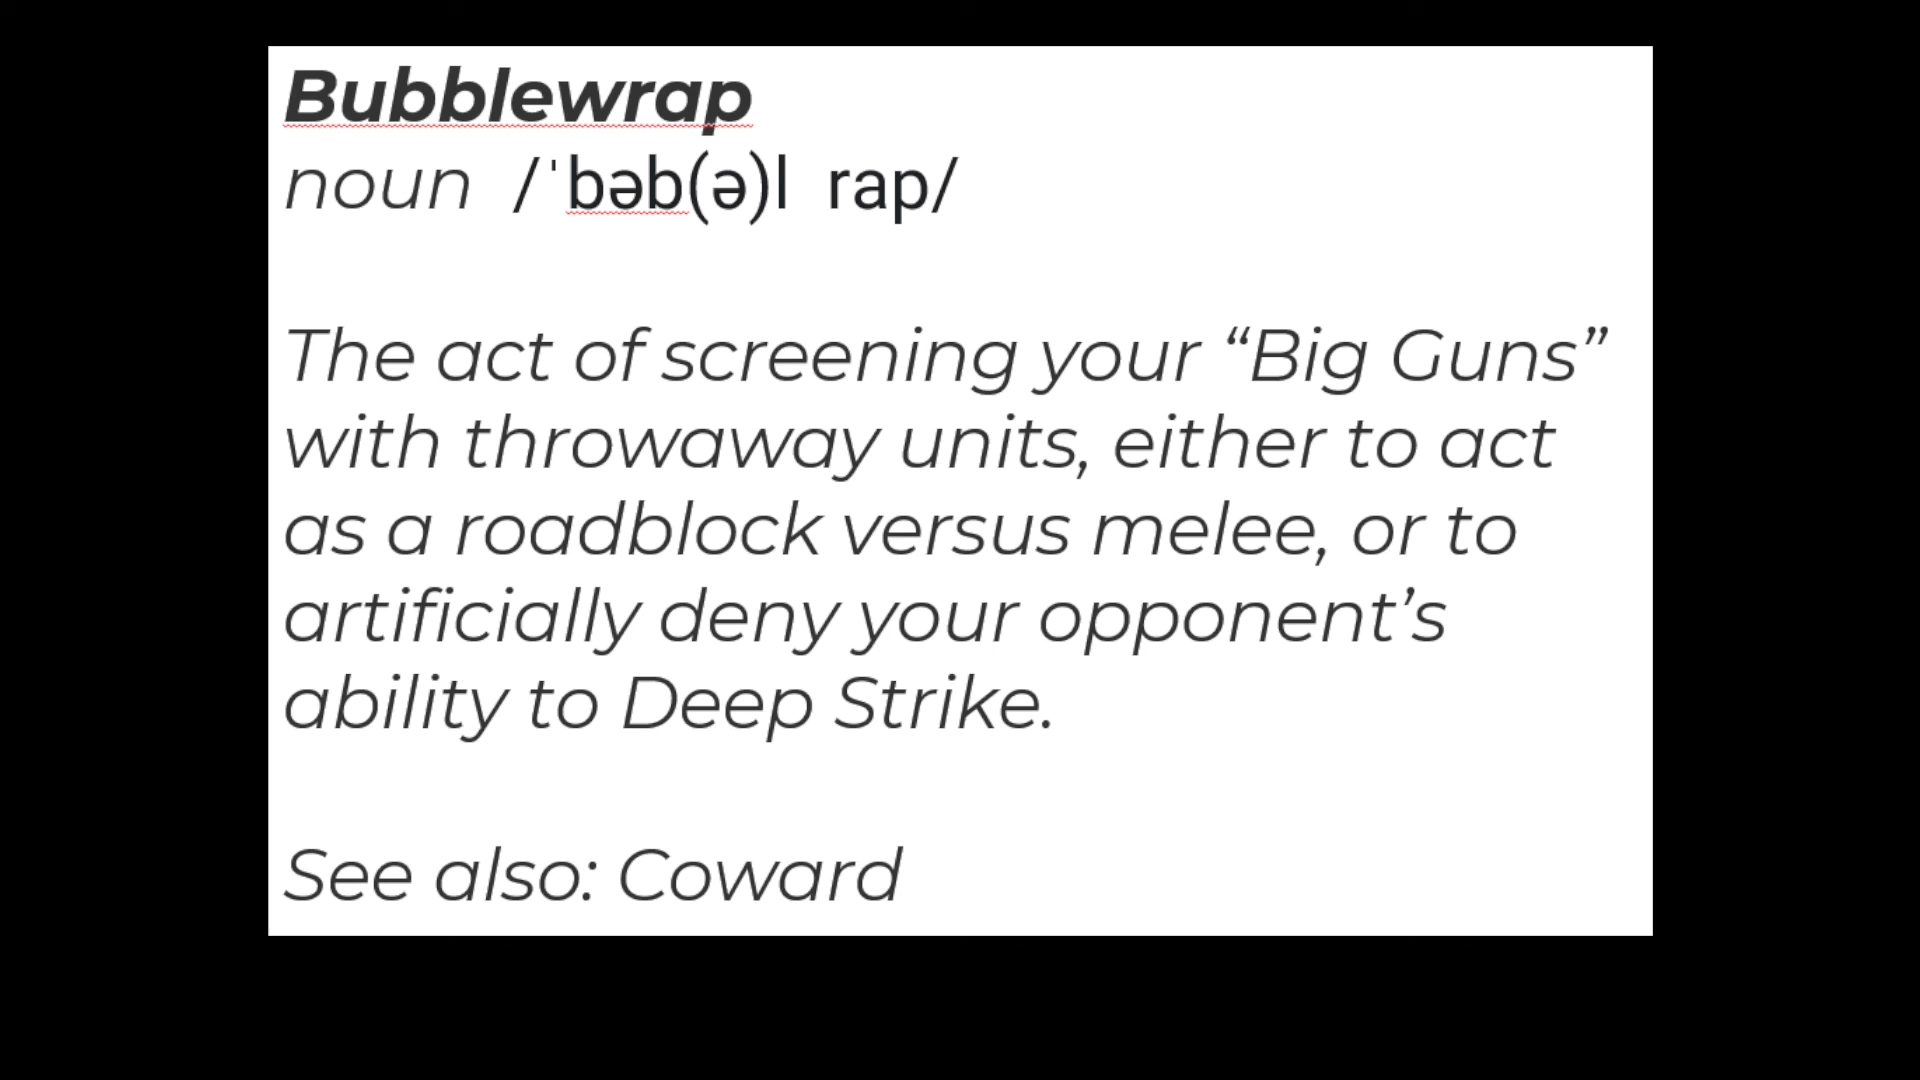 Bubblewrap
noun /ˈbəb(ə)l rap/
The act of screening your “Big Guns”
with throwaway units, either to act
as a roadblock versus melee, or to
artificially deny your opponent’s
ability to Deep Strike.
See also: Coward